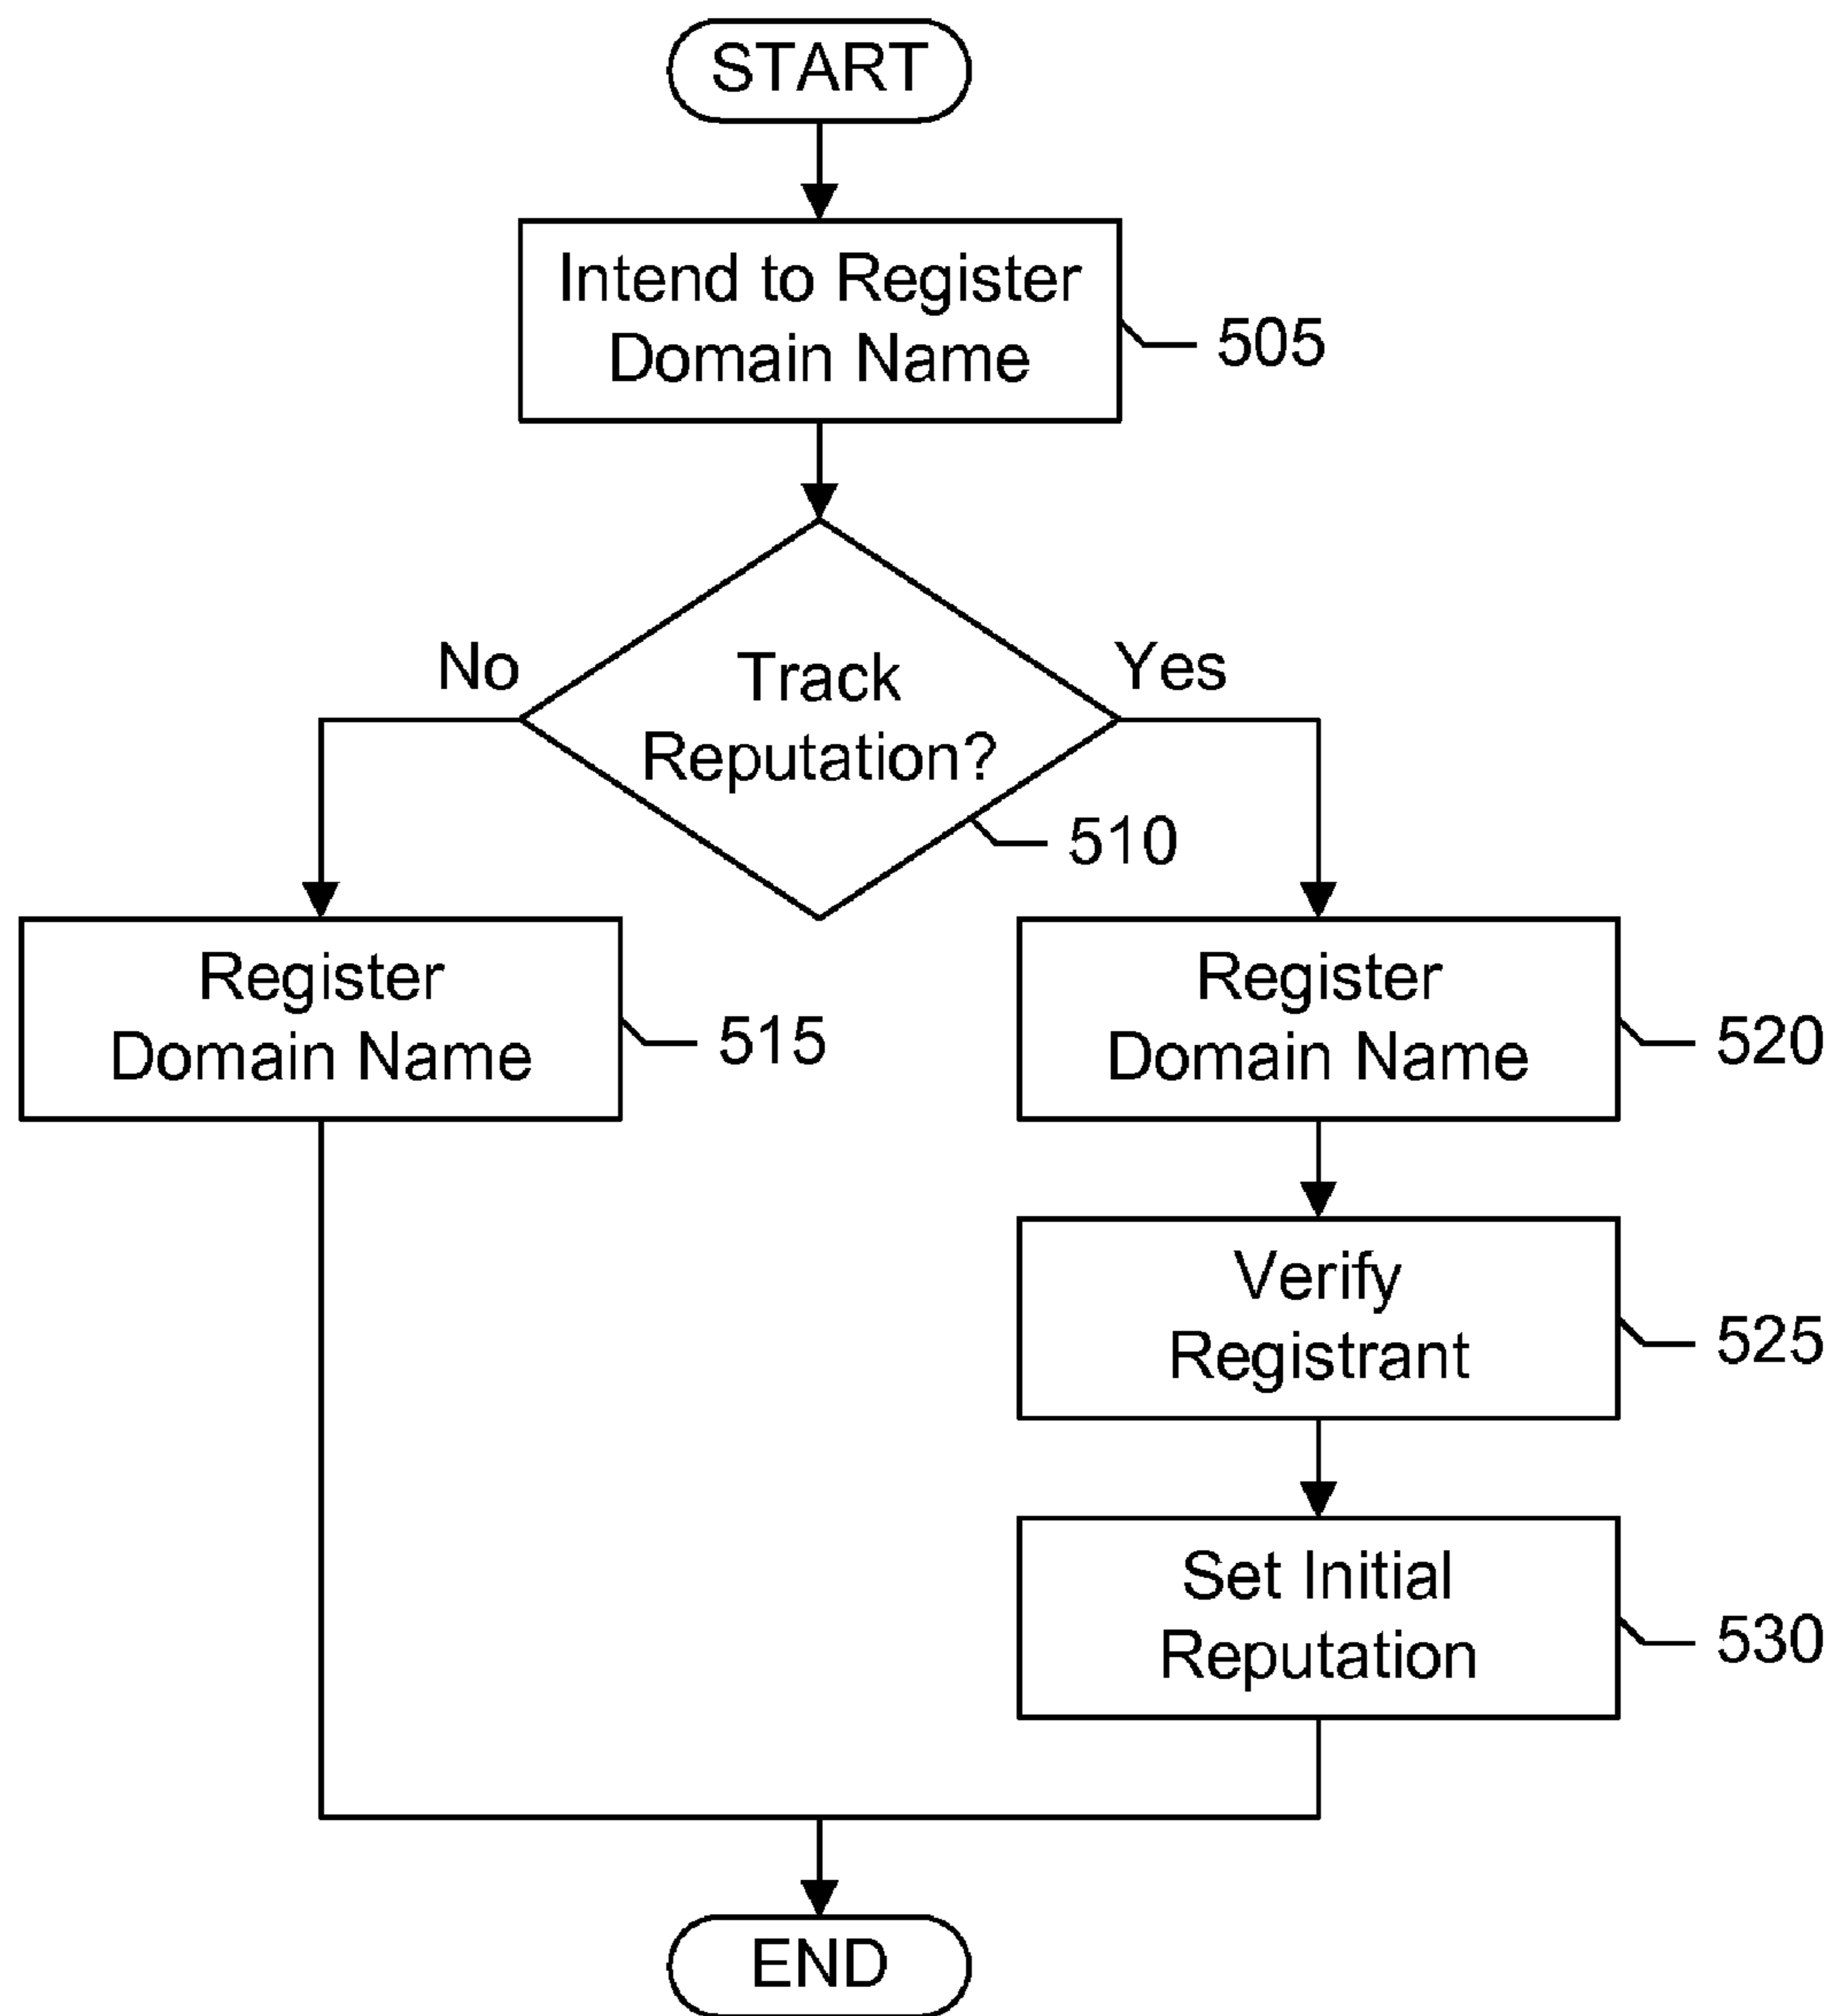 START
Intend to Register
Domain Name
505
No
Track
Reputation?
Yes
510
Register
Domain Name
515
Register
Domain Name
520
Verify
Registrant
525
Set Initial
Reputation
530
END